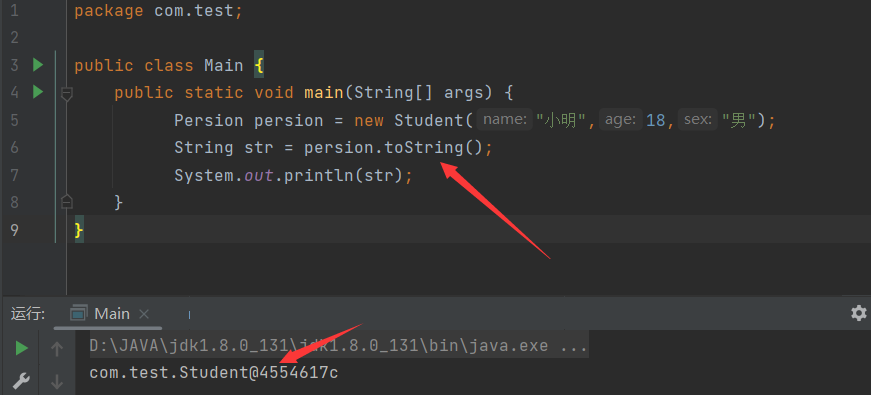 1 package com.test;
2
3 public class Main {
4 public static void main(String[] args) {
5 Persion persion = new Student( name: "小明", age: 18, sex: "男");
6 String str = persion.toString();
7 System.out.println(str);
8 }
9 }
运行: Main ×
D:\JAVA\jdk1.8.0_131\jdk1.8.0_131\bin\java.exe ...
com.test.Student@4554617c